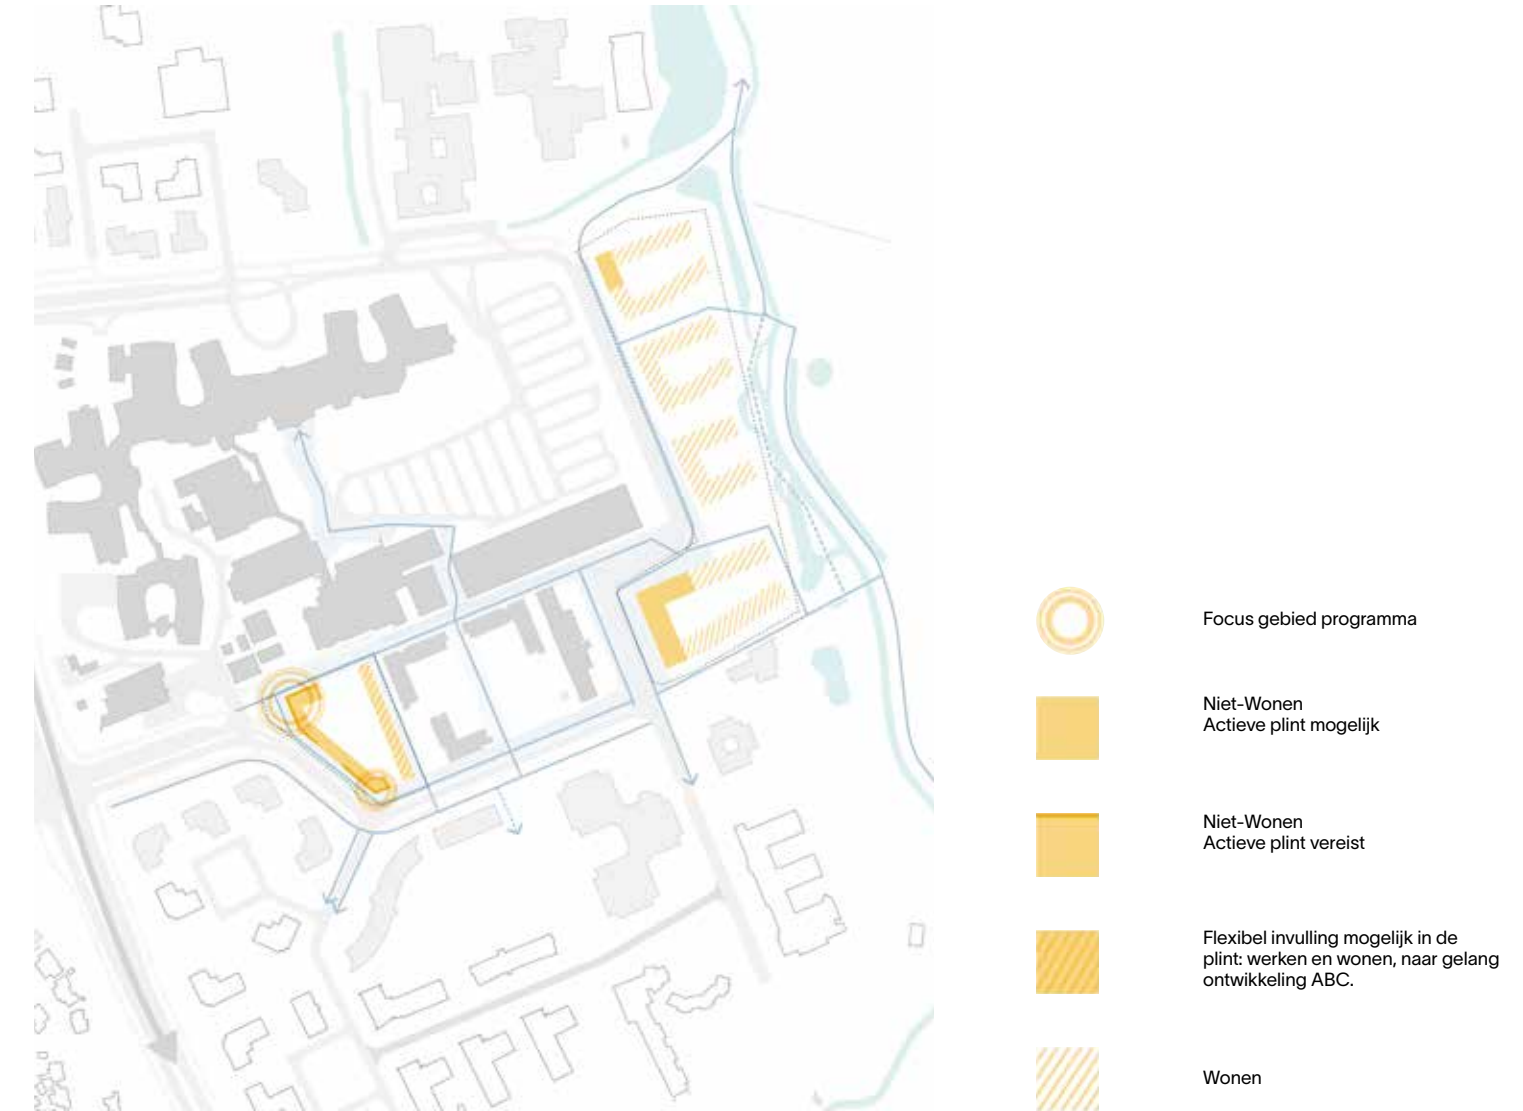 Focus gebied programma
Niet-Wonen
Actieve plint mogelijk
Niet-Wonen
Actieve plint vereist
Flexibel invulling mogelijk in de
plint: werken en wonen, naar gelang
ontwikkeling ABC.
Wonen